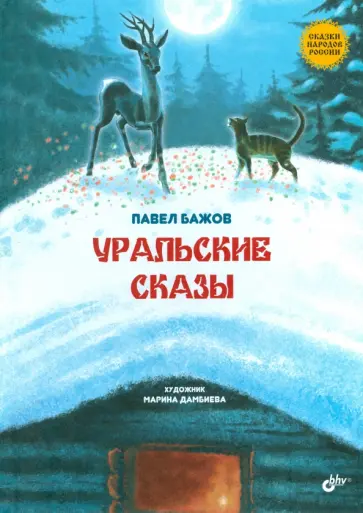 СКАЗКИ
НАРОДОВ
РОССИИ
ПАВЕЛ БАЖОВ
УРАЛЬСКИЕ
СКАЗЫ
ХУДОЖНИК
МАРИНА ДАМБИЕВА
bhv®